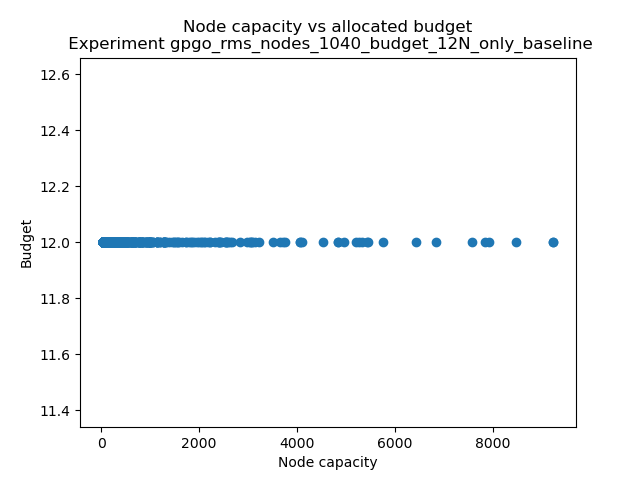 Node capacity vs allocated budget
Experiment gpgo_rms_nodes_1040_budget_12N_only_baseline
12.6
12.4
12.2
12.0
11.8
11.6
11.4
Budget
0 2000 4000 6000 8000
Node capacity